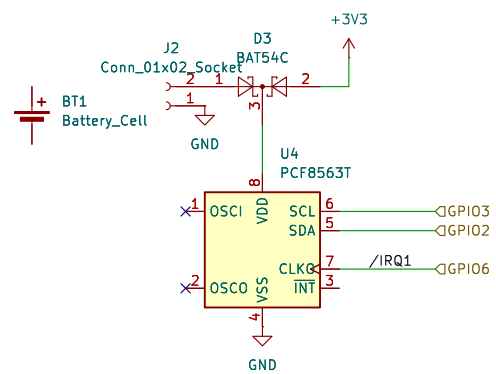 +3V3
D3
BAT54C
J2
Conn_01x02_Socket
2 1 2
1 3
BT1
Battery_Cell
+
GND
U4
PCF8563T
8
VDD
1 OSCI SCL 6 GPIO3
SDA 5 GPIO2
CLKO 7 /IRQ1 GPIO6
2 OSCO INT 3
VSS
4
GND